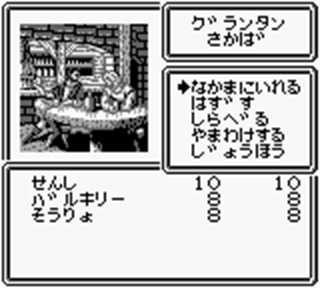 グランタン
さかば
なかまにいれる
はずす
しらべる
やまわけする
じょうほう
せんし 10 10
バルキリー 8 8
そうりょ 8 8